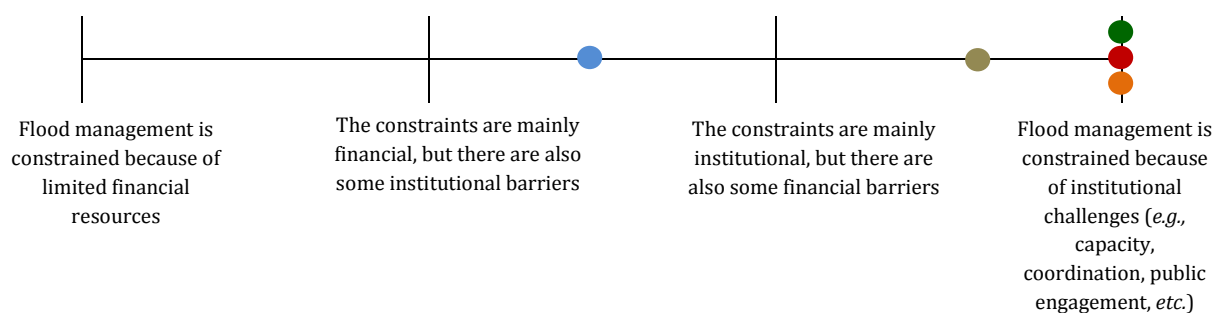 Flood management is
constrained because of
limited financial
resources
The constraints are mainly
financial, but there are also
some institutional barriers
The constraints are mainly
institutional, but there are
also some financial barriers
Flood management is
constrained because
of institutional
challenges (e.g.,
capacity,
coordination, public
engagement, etc.)